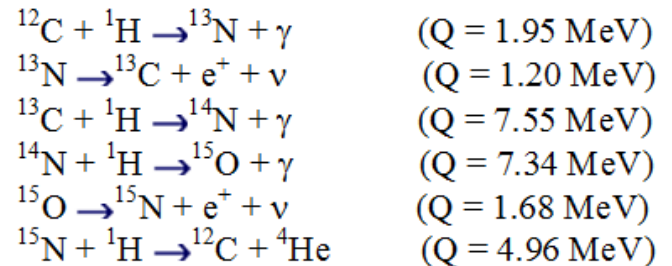 ¹²C + ¹H → ¹³N + γ (Q = 1.95 MeV)
¹³N → ¹³C + e⁺ + ν (Q = 1.20 MeV)
¹³C + ¹H → ¹⁴N + γ (Q = 7.55 MeV)
¹⁴N + ¹H → ¹⁵O + γ (Q = 7.34 MeV)
¹⁵O → ¹⁵N + e⁺ + ν (Q = 1.68 MeV)
¹⁵N + ¹H → ¹²C + ⁴He (Q = 4.96 MeV)